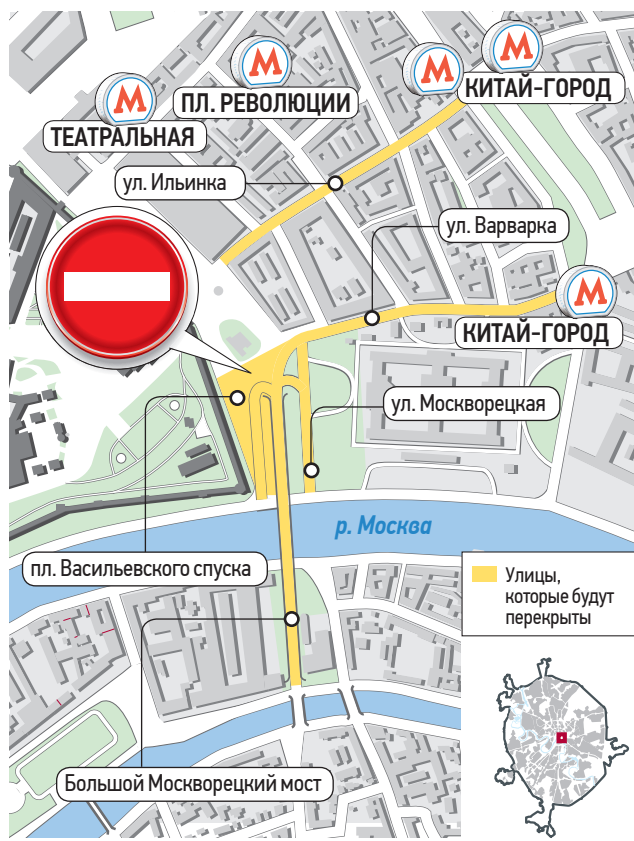 М
М
М
М
КИТАЙ-ГОРОД
ПЛ. РЕВОЛЮЦИИ
ТЕАТРАЛЬНАЯ
ул. Ильинка
ул. Варварка
М
КИТАЙ-ГОРОД
ул. Москворецкая
р. Москва
пл. Васильевского спуска
Улицы,
которые будут
перекрыты
Большой Москворецкий мост